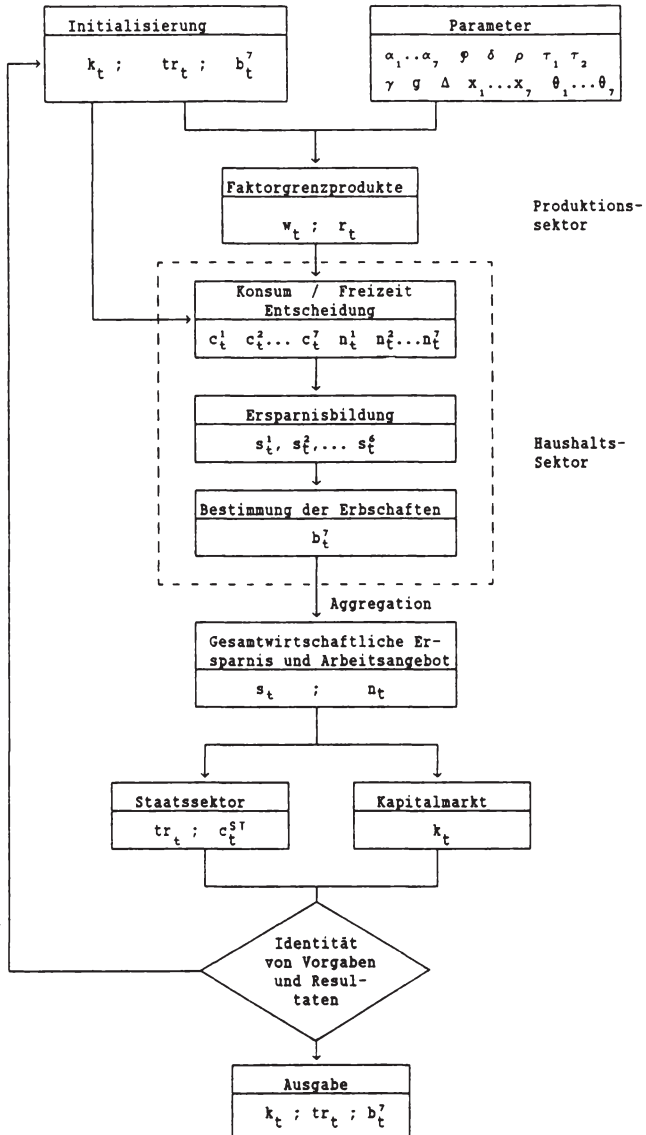 Initialisierung
k_t ; tr_t ; b_t^7
Parameter
α_1..α_7 φ δ ρ τ_1 τ_2
γ g Δ x_1...x_7 θ_1...θ_7
Faktorgrenzprodukte
w_t ; r_t
Produktions-
sektor
Konsum / Freizeit
Entscheidung
c_t^1 c_t^2... c_t^7 n_t^1 n_t^2...n_t^7
Ersparnisbildung
s_t^1, s_t^2,... s_t^6
Haushalts-
Sektor
Bestimmung der Erbschaften
b_t^7
Aggregation
Gesamtwirtschaftliche Er-
sparnis und Arbeitsangebot
s_t ; n_t
Staatssektor
tr_t ; c_t^ST
Kapitalmarkt
k_t
Identität
von Vorgaben
und Resul-
taten
Ausgabe
k_t ; tr_t ; b_t^7